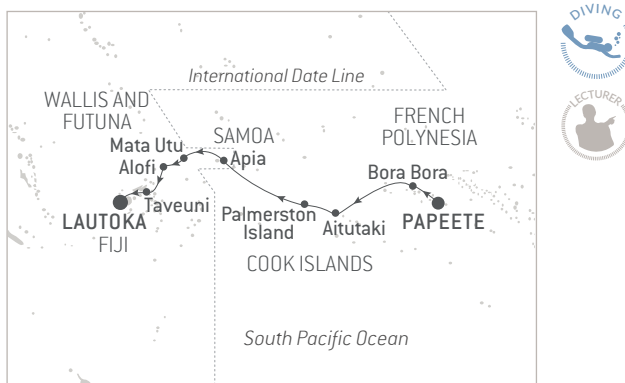 DIVING
LECTURER
International Date Line
WALLIS AND
FUTUNA
SAMOA
FRENCH
POLYNESIA
Mata Utu
Alofi
Apia
Bora Bora
Taveuni
LAUTOKA
FIJI
Palmerston
Island
Aitutaki
PAPEETE
COOK ISLANDS
South Pacific Ocean